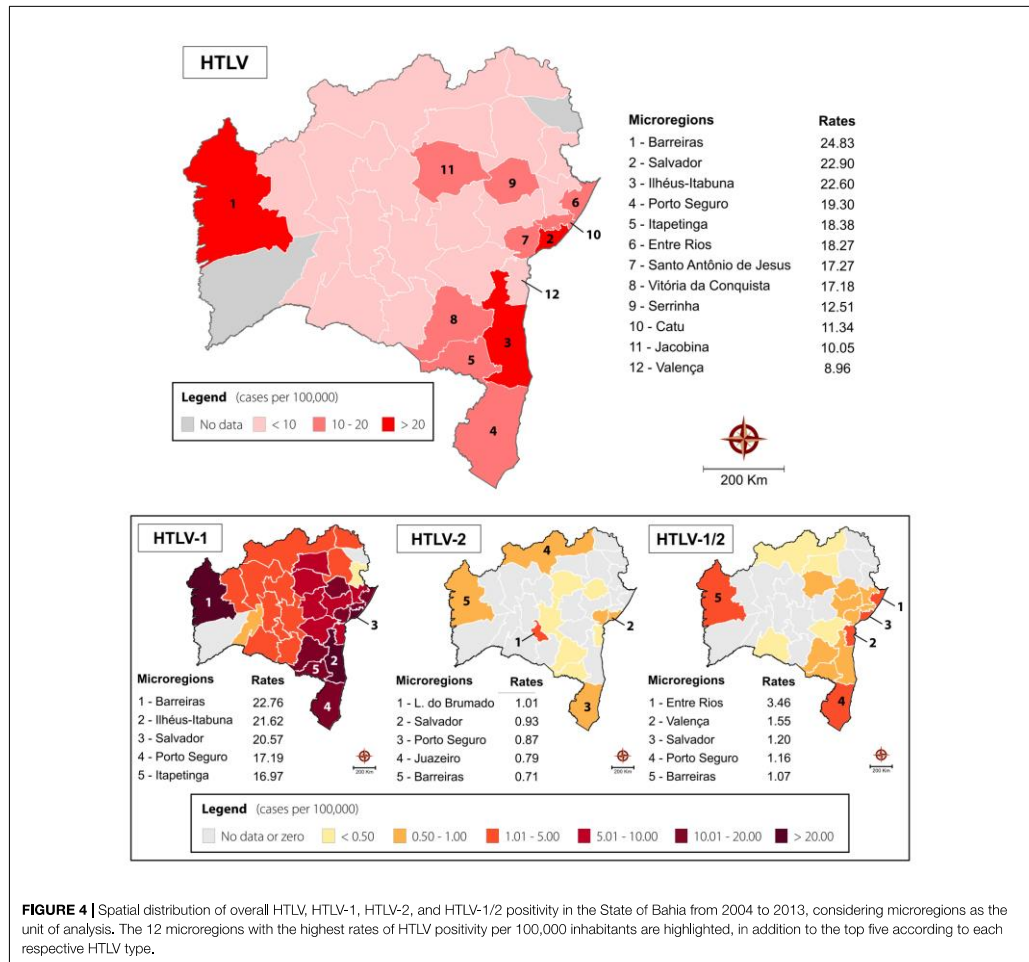 HTLV
1
11
9
6
10
7
2
12
8
3
5
4
Microregions Rates
1 - Barreiras 24.83
2 - Salvador 22.90
3 - Ilhéus-Itabuna 22.60
4 - Porto Seguro 19.30
5 - Itapetinga 18.38
6 - Entre Rios 18.27
7 - Santo Antônio de Jesus 17.27
8 - Vitória da Conquista 17.18
9 - Serrinha 12.51
10 - Catu 11.34
11 - Jacobina 10.05
12 - Valença 8.96
Legend (cases per 100,000)
No data < 10 10 - 20 > 20
200 Km
HTLV-1
1
3
2
5
4
Microregions Rates
1 - Barreiras 22.76
2 - Ilhéus-Itabuna 21.62
3 - Salvador 20.57
4 - Porto Seguro 17.19
5 - Itapetinga 16.97
200 Km
HTLV-2
4
5
2
1
3
Microregions Rates
1 - L. do Brumado 1.01
2 - Salvador 0.93
3 - Porto Seguro 0.87
4 - Juazeiro 0.79
5 - Barreiras 0.71
200 Km
HTLV-1/2
5
1
3
2
4
Microregions Rates
1 - Entre Rios 3.46
2 - Valença 1.55
3 - Salvador 1.20
4 - Porto Seguro 1.16
5 - Barreiras 1.07
200 Km
Legend (cases per 100,000)
No data or zero < 0.50 0.50 - 1.00 1.01 - 5.00 5.01 - 10.00 10.01 - 20.00 > 20.00
FIGURE 4 | Spatial distribution of overall HTLV, HTLV-1, HTLV-2, and HTLV-1/2 positivity in the State of Bahia from 2004 to 2013, considering microregions as the
unit of analysis. The 12 microregions with the highest rates of HTLV positivity per 100,000 inhabitants are highlighted, in addition to the top five according to each
respective HTLV type.